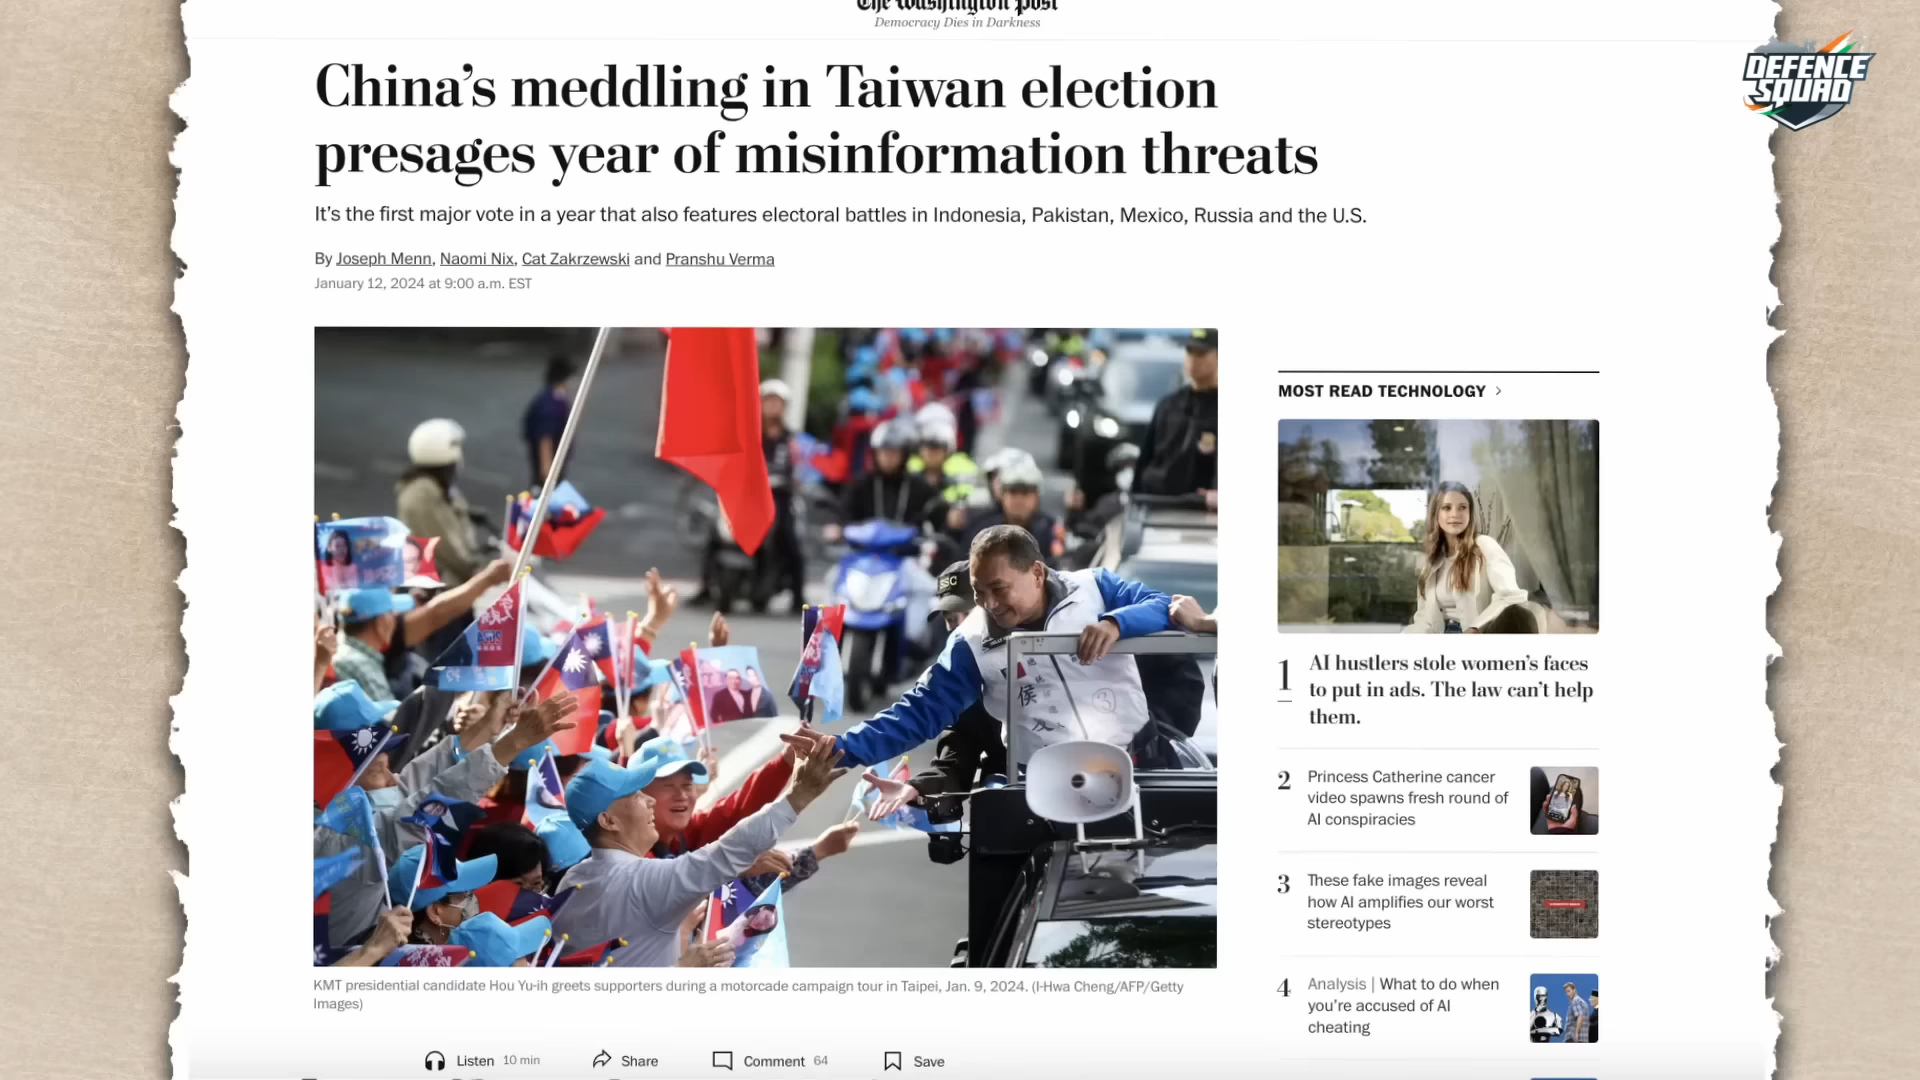 The Washington Post
Democracy Dies in Darkness
DEFENCE
SQUAD
China's meddling in Taiwan election
presages year of misinformation threats
It's the first major vote in a year that also features electoral battles in Indonesia, Pakistan, Mexico, Russia and the U.S.
By Joseph Menn, Naomi Nix, Cat Zakrzewski and Pranshu Verma
January 12, 2024 at 9:00 a.m. EST
SSC
侯
3
KMT presidential candidate Hou Yu-ih greets supporters during a motorcade campaign tour in Taipei, Jan. 9, 2024. (I-Hwa Cheng/AFP/Getty
Images)
Listen 10 min
Share
Comment 64
Save
MOST READ TECHNOLOGY >
1 AI hustlers stole women's faces
to put in ads. The law can't help
them.
2 Princess Catherine cancer
video spawns fresh round of
AI conspiracies
3 These fake images reveal
how AI amplifies our worst
stereotypes
4 Analysis | What to do when
you're accused of AI
cheating